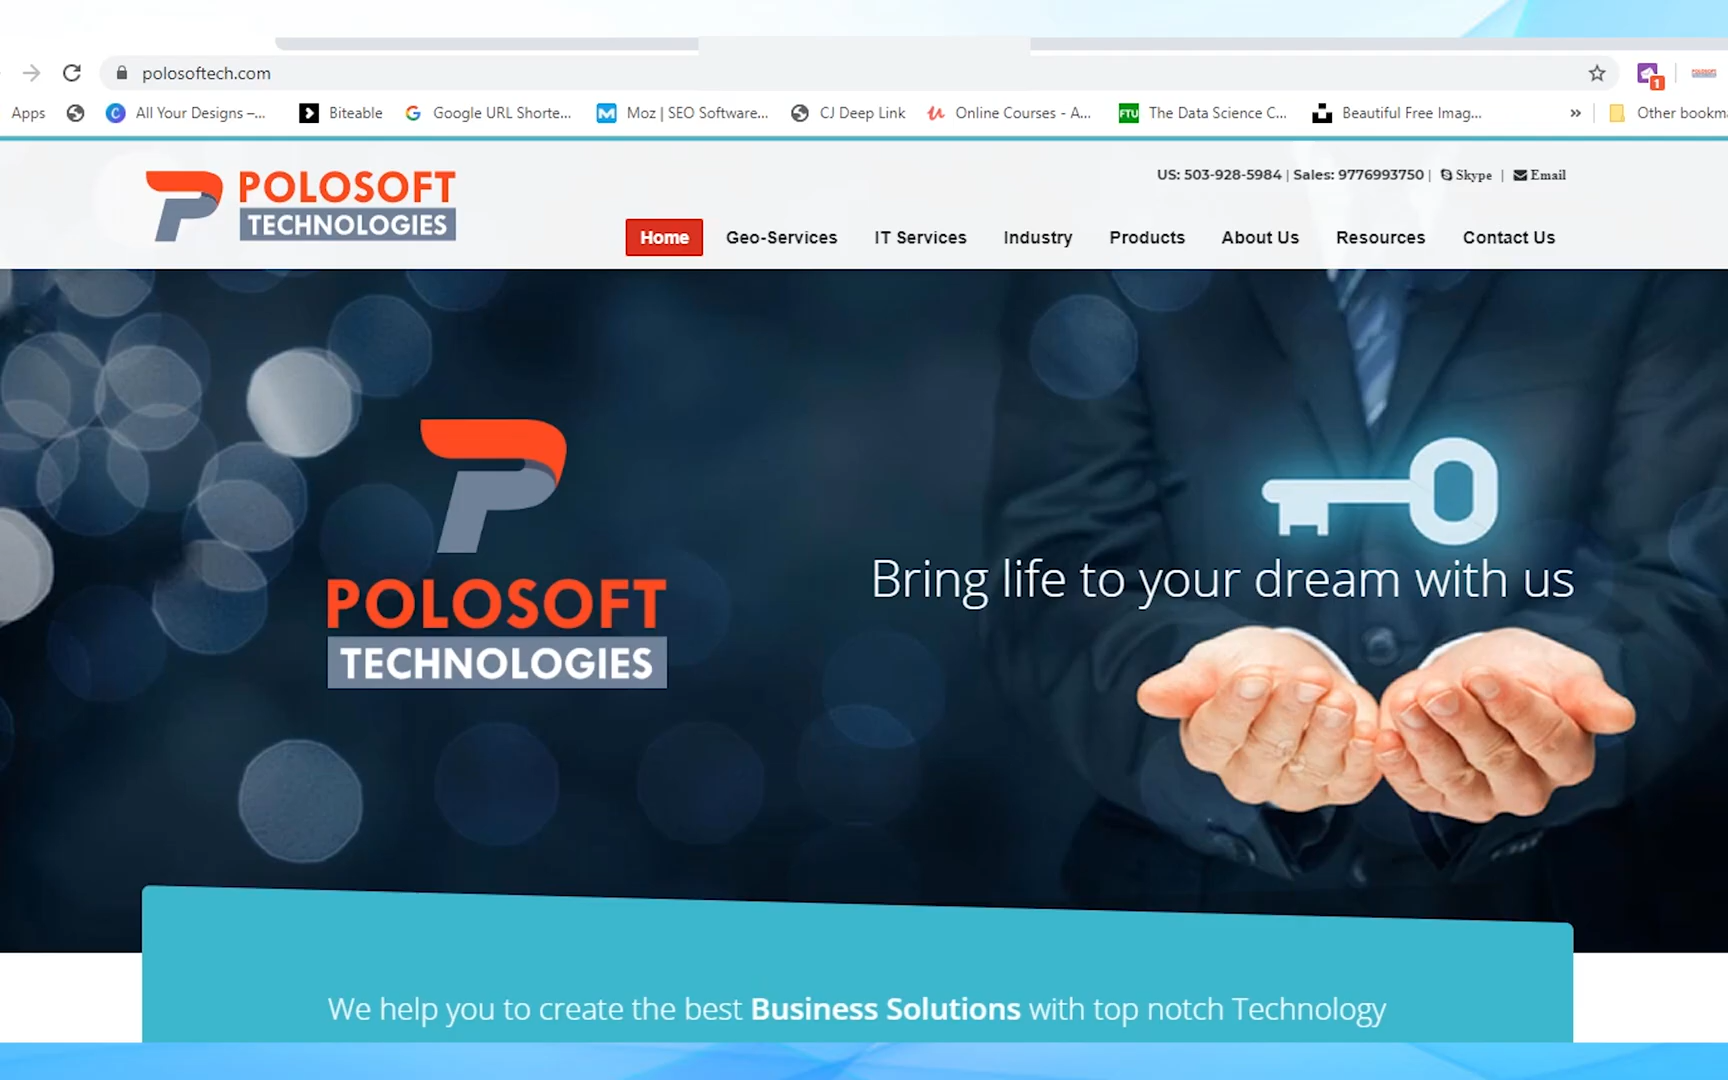 polosoftech.com
1
POLOSOFT
Apps
C
All Your Designs –...
Biteable
G
Google URL Shorte...
M
Moz | SEO Software...
CJ Deep Link
Online Courses - A...
FTU
The Data Science C...
Beautiful Free Imag...
»
Other bookm
POLOSOFT
TECHNOLOGIES
US: 503-928-5984 | Sales: 9776993750 | Skype | Email
Home Geo-Services IT Services Industry Products About Us Resources Contact Us
POLOSOFT
TECHNOLOGIES
Bring life to your dream with us
We help you to create the best Business Solutions with top notch Technology